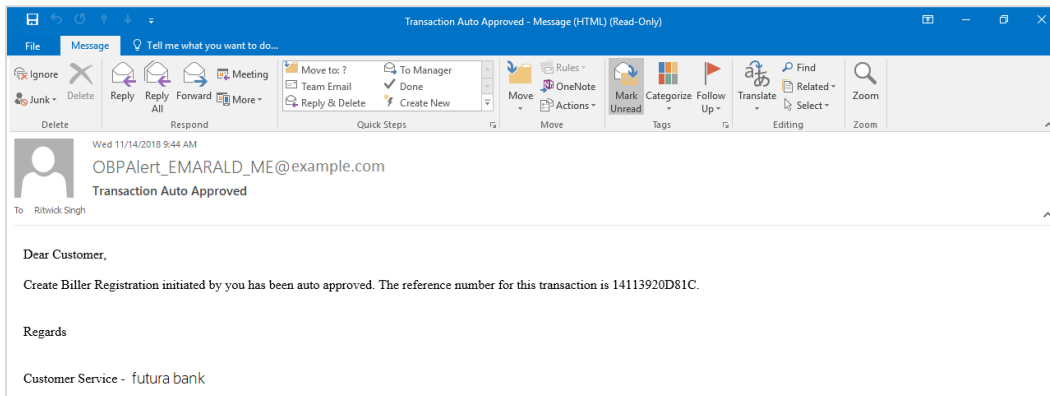 Transaction Auto Approved - Message (HTML) (Read-Only)
File Message Tell me what you want to do...
Ignore
Junk
Delete
Reply
Reply All
Forward
Meeting
More
Move to: ?
Team Email
Reply & Delete
To Manager
Done
Create New
Move
Rules
OneNote
Actions
Mark Unread
Categorize
Follow Up
Translate
Find
Related
Select
Zoom
Delete Respond Quick Steps Move Tags Editing Zoom
Wed 11/14/2018 9:44 AM
OBPAlert_EMARALD_ME@example.com
Transaction Auto Approved
To Ritwick Singh
Dear Customer,
Create Biller Registration initiated by you has been auto approved. The reference number for this transaction is 14113920D81C.
Regards
Customer Service - futura bank